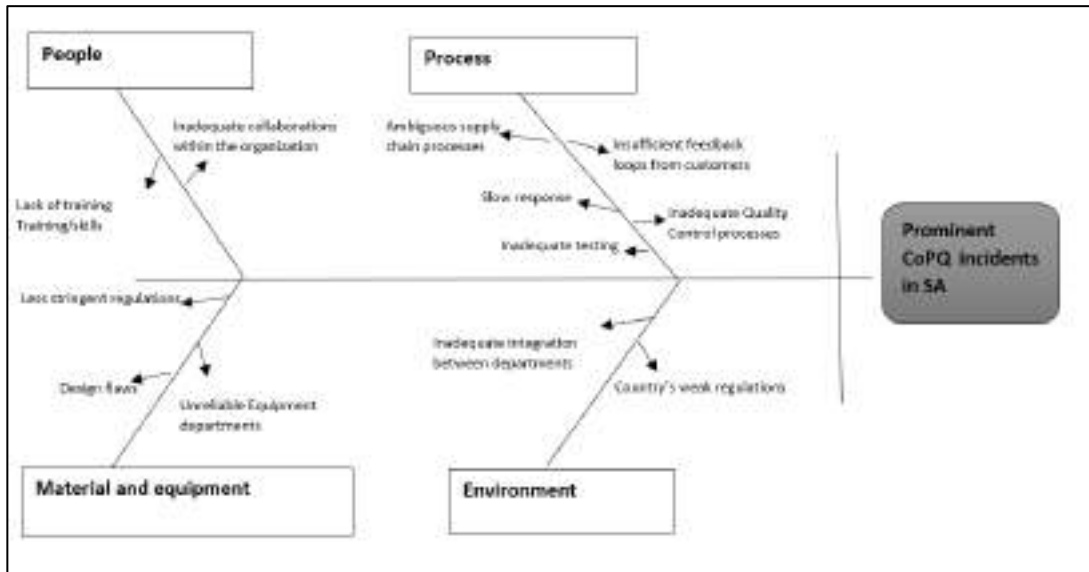 People
Process
Inadequate collaborations
within the organization
Lack of training
Training/skills
Ambiguous supply
chain processes
Insufficient feedback
loops from customers
Slow response
Inadequate Quality
Control processes
Inadequate testing
Prominent
CoPQ incidents
in SA
Less stringent regulations
Design flaws
Unreliable Equipment
departments
Inadequate integration
between departments
Country's weak regulations
Material and equipment
Environment